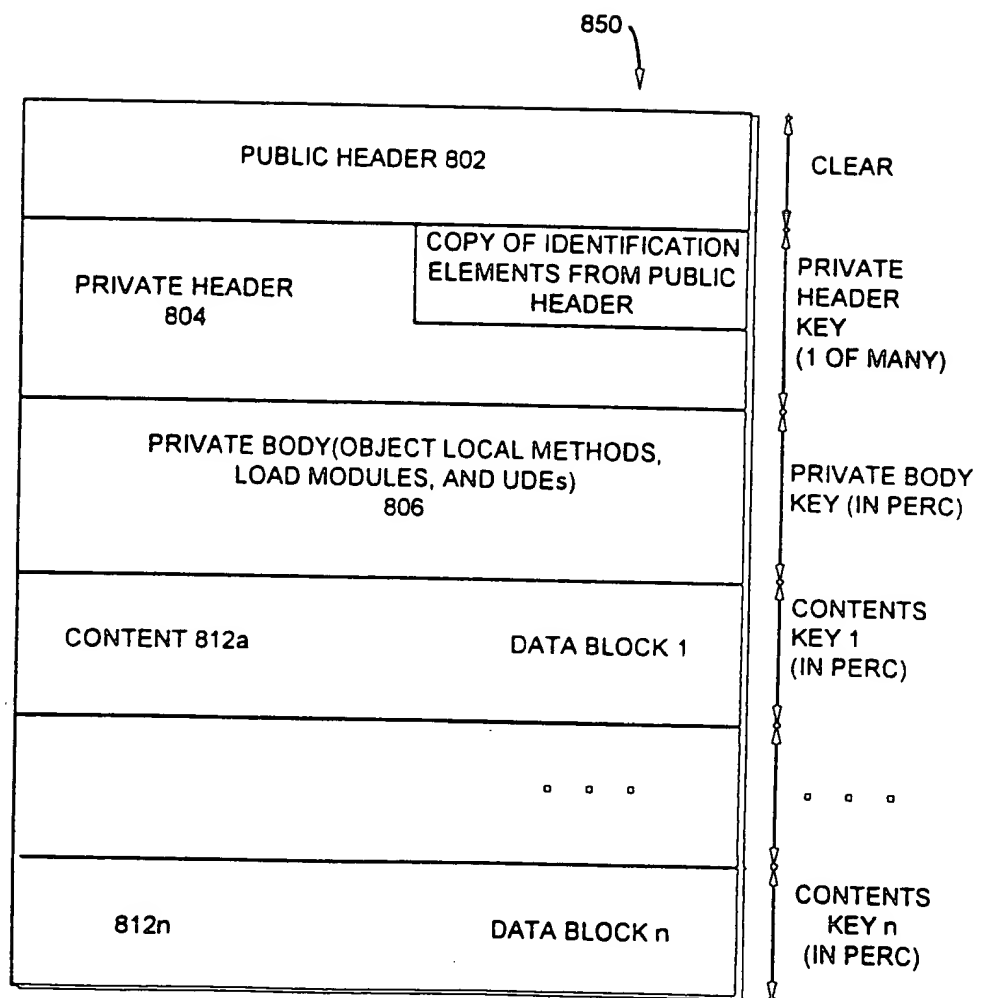 850
PUBLIC HEADER 802
CLEAR
COPY OF IDENTIFICATION
ELEMENTS FROM PUBLIC
HEADER
PRIVATE HEADER
804
PRIVATE
HEADER
KEY
(1 OF MANY)
PRIVATE BODY(OBJECT LOCAL METHODS,
LOAD MODULES, AND UDEs)
806
PRIVATE BODY
KEY (IN PERC)
CONTENT 812a
DATA BLOCK 1
CONTENTS
KEY 1
(IN PERC)
812n
DATA BLOCK n
CONTENTS
KEY n
(IN PERC)